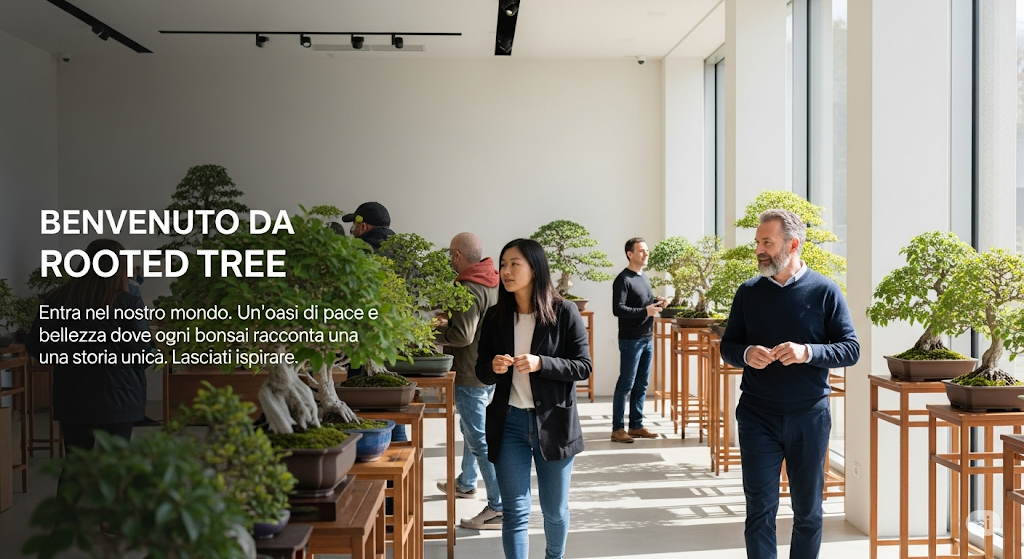 BENVENUTO DA
ROOTED TREE
Entra nel nostro mondo. Un'oasi di pace e
bellezza dove ogni bonsai racconta una
una storia unica. Lasciati ispirare.